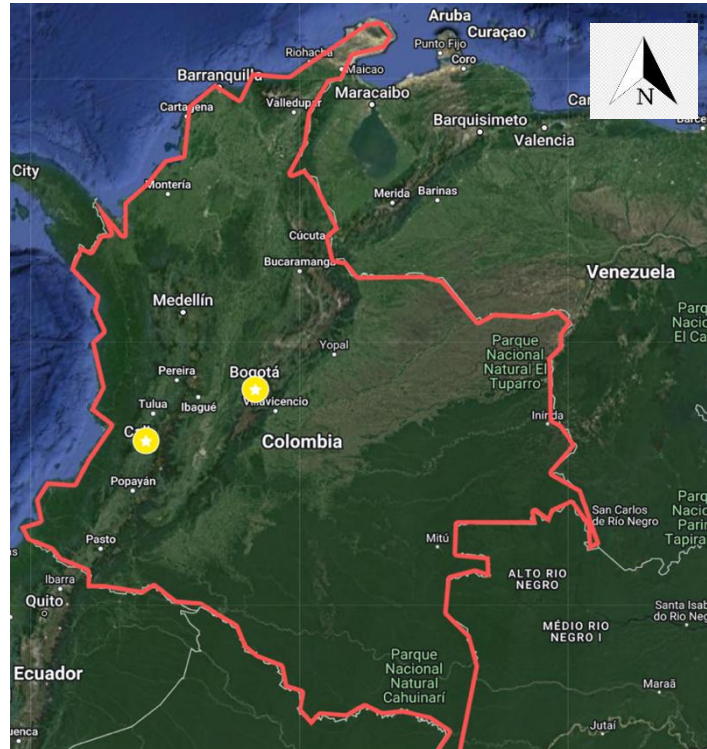 Aruba
Curaçao
Punto Fijo
Riohacha
Coro
Maicao
Barranquilla
Maracaibo
Valledupar
Cartagena
Barquisimeto
Valencia
N
City
Montería
Merida
Barinas
Cúcuta
Bucaramanga
Venezuela
Medellín
Parque
Nacional
Natural El
Tuparro
Yopal
Pereira
Bogotá
Ibagué
Tulua
Villavicencio
Colombia
Inírida
Popayán
San Carlos
de Río Negro
Pasto
Mitú
ALTO RIO
NEGRO
Ibarra
Quito
MÉDIO RIO
NEGRO I
Santa Isab
do Rio Neg
Ecuador
Parque
Nacional
Natural
Cahuinarí
Maraã
Jutaí
uenca